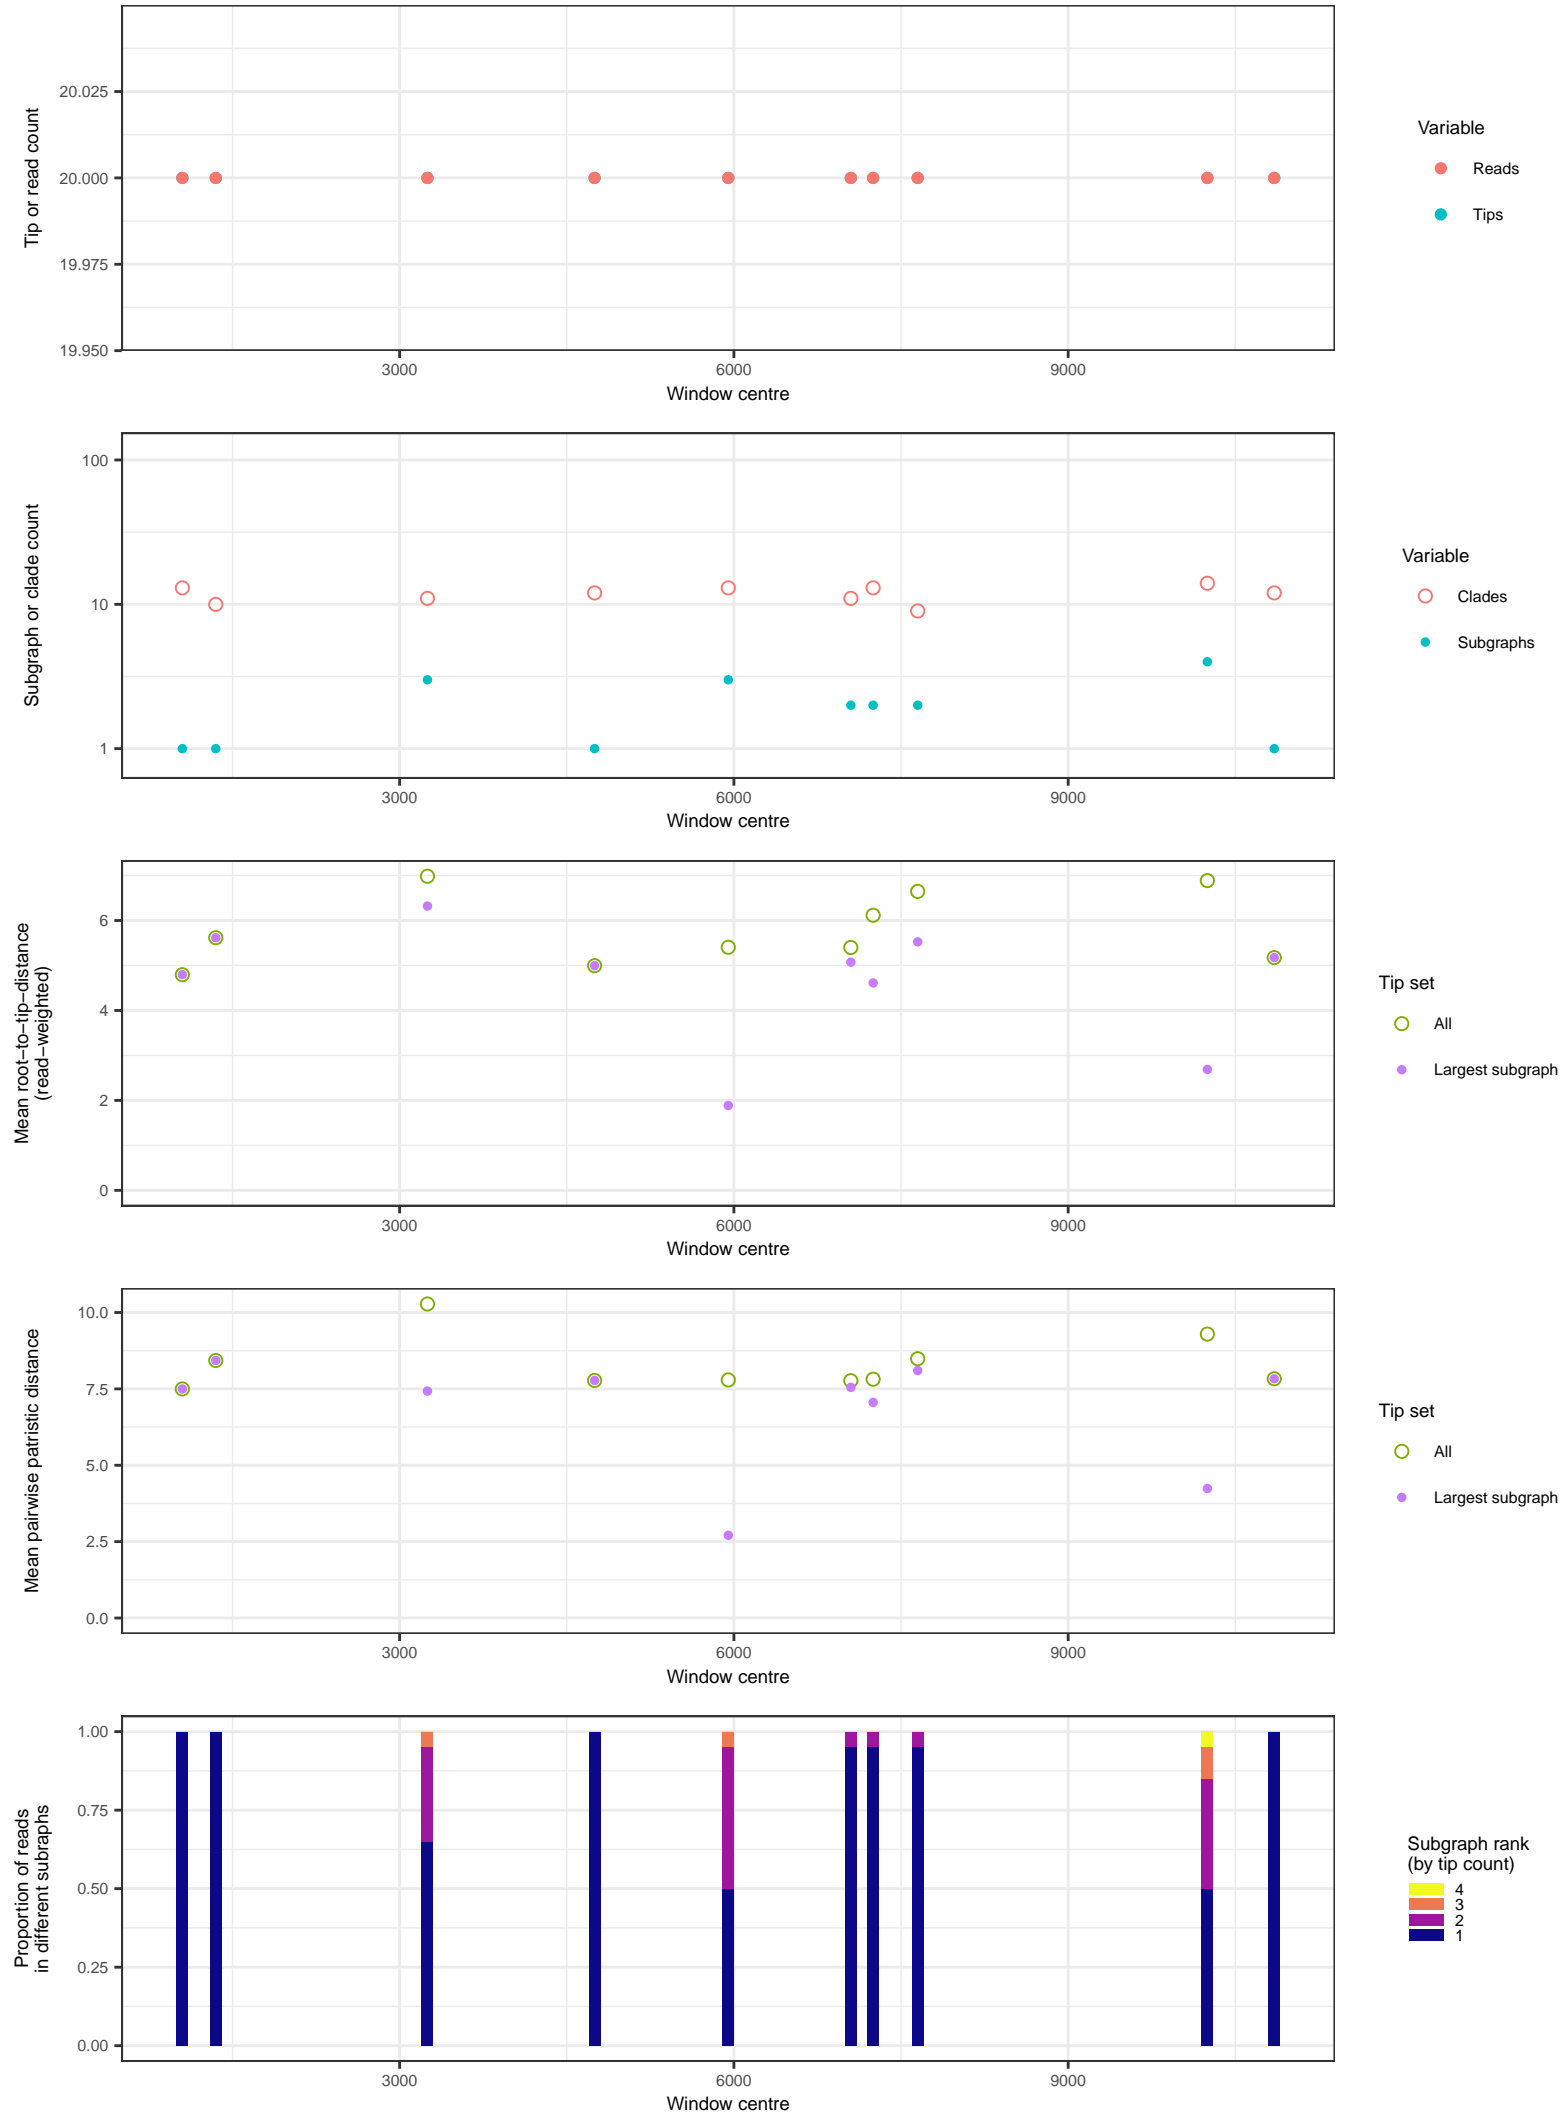 Tip or read count
20.025
20.000
19.975
19.950
3000
6000
9000
Window centre
Variable
Reads
Tips
Subgraph or clade count
100
10
1
3000
6000
9000
Window centre
Variable
Clades
Subgraphs
Mean root−to−tip−distance
(read−weighted)
6
4
2
0
3000
6000
9000
Window centre
Tip set
All
Largest subgraph
Mean pairwise patristic distance
10.0
7.5
5.0
2.5
0.0
3000
6000
9000
Window centre
Tip set
All
Largest subgraph
Proportion of reads
in different subraphs
1.00
0.75
0.50
0.25
0.00
3000
6000
9000
Window centre
Subgraph rank
(by tip count)
4
3
2
1